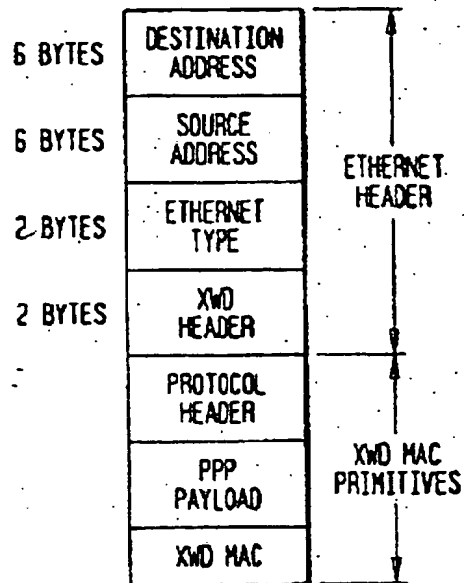 6 BYTES
DESTINATION
ADDRESS
6 BYTES
SOURCE
ADDRESS
2 BYTES
ETHERNET
TYPE
2 BYTES
XWD
HEADER
ETHERNET
HEADER
PROTOCOL
HEADER
PPP
PAYLOAD
XWD MAC
XWD MAC
PRIMITIVES